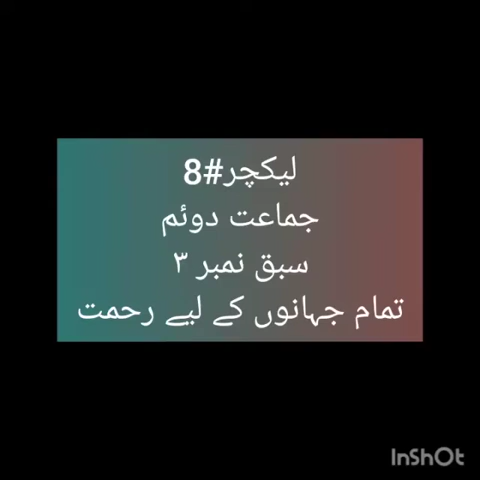 لیکچر#8
جماعت دوئم
سبق نمبر ۳
تمام جہانوں کے لیے رحمت
InShOt